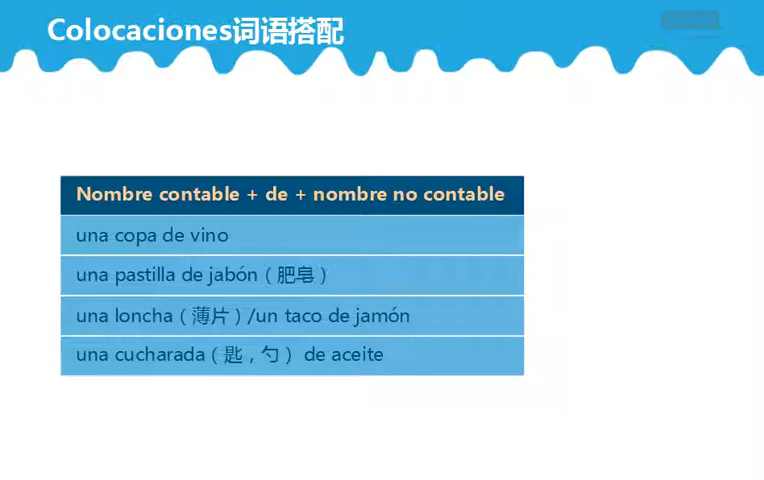 Colocaciones词语搭配
Nombre contable + de + nombre no contable
una copa de vino
una pastilla de jabón（肥皂）
una loncha（薄片）/un taco de jamón
una cucharada（匙，勺） de aceite